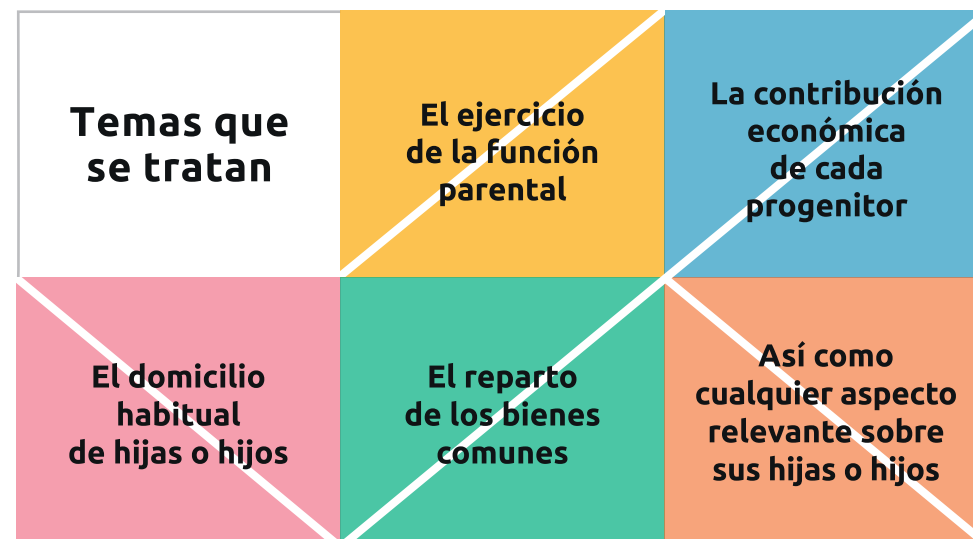 Temas que
se tratan
El ejercicio
de la función
parental
La contribución
económica
de cada
progenitor
El domicilio
habitual
de hijas o hijos
El reparto
de los bienes
comunes
Así como
cualquier aspecto
relevante sobre
sus hijas o hijos